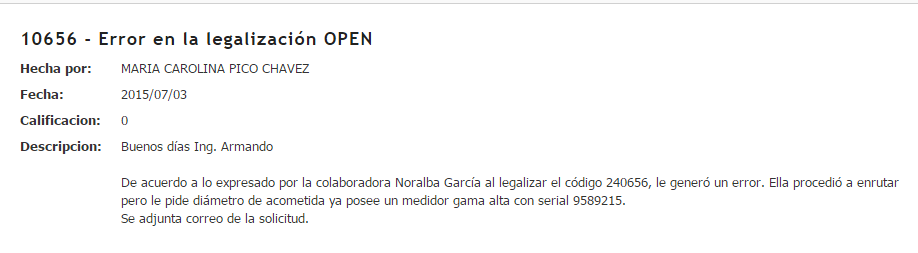 10656 - Error en la legalización OPEN
Hecha por: MARIA CAROLINA PICO CHAVEZ
Fecha: 2015/07/03
Calificacion: 0
Descripcion: Buenos días Ing. Armando
De acuerdo a lo expresado por la colaboradora Noralba García al legalizar el código 240656, le generó un error. Ella procedió a enrutar
pero le pide diámetro de acometida ya posee un medidor gama alta con serial 9589215.
Se adjunta correo de la solicitud.